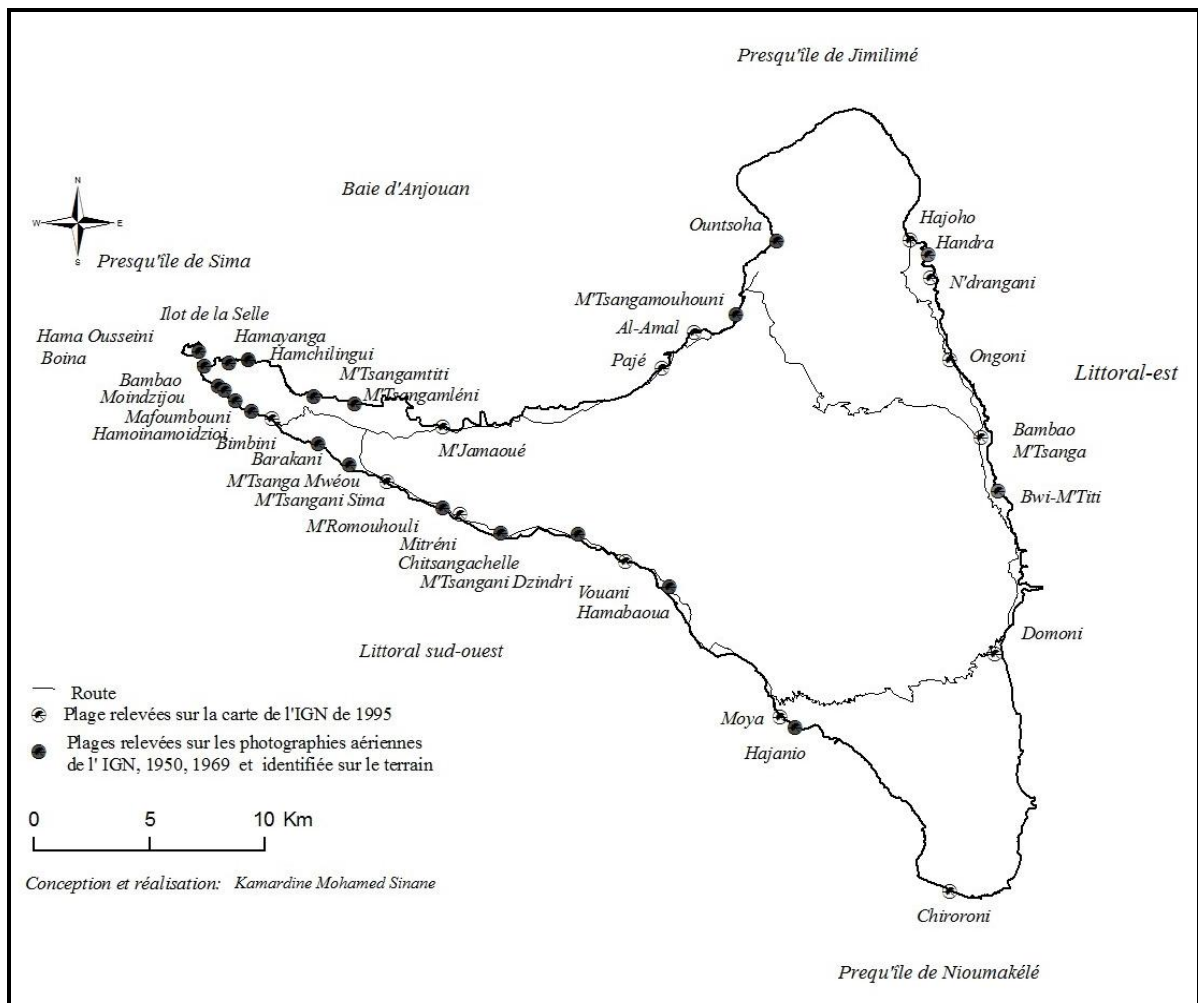 Presqu'île de Jimilimé
Baie d'Anjouan
N
W
E
S
Presqu'île de Sima
Ountsoha
Hajoho
Handra
N'drangani
M'Tsangamouhouni
Al-Amal
Pajé
Ongoni
Littoral-est
Ilot de la Selle
Hama Ousseini
Hamayanga
Boina
Hamchilingui
M'Tsangamtiti
Bambao
M'Tsangamléni
Moindzijou
Mafoumbouni
Hamoinamoidzioi
Bimbini
M'Jamaoué
Bambao
M'Tsanga
Barakani
M'Tsanga Mwéou
M'Tsangani Sima
Bwi-M'Titi
M'Romouhouli
Mitréni
Chitsangachelle
M'Tsangani Dzindri
Vouani
Hamabaoua
Domoni
Littoral sud-ouest
Route
Plage relevées sur la carte de l'IGN de 1995
Plages relevées sur les photographies aériennes
de l' IGN, 1950, 1969 et identifiée sur le terrain
Moya
Hajanio
0 5 10 Km
Conception et réalisation: Kamardine Mohamed Sinane
Chiroroni
Prequ'île de Nioumakélé